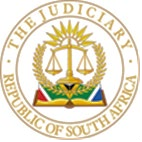 THE JUDICIARY
REPUBLIC OF SOUTH AFRICA